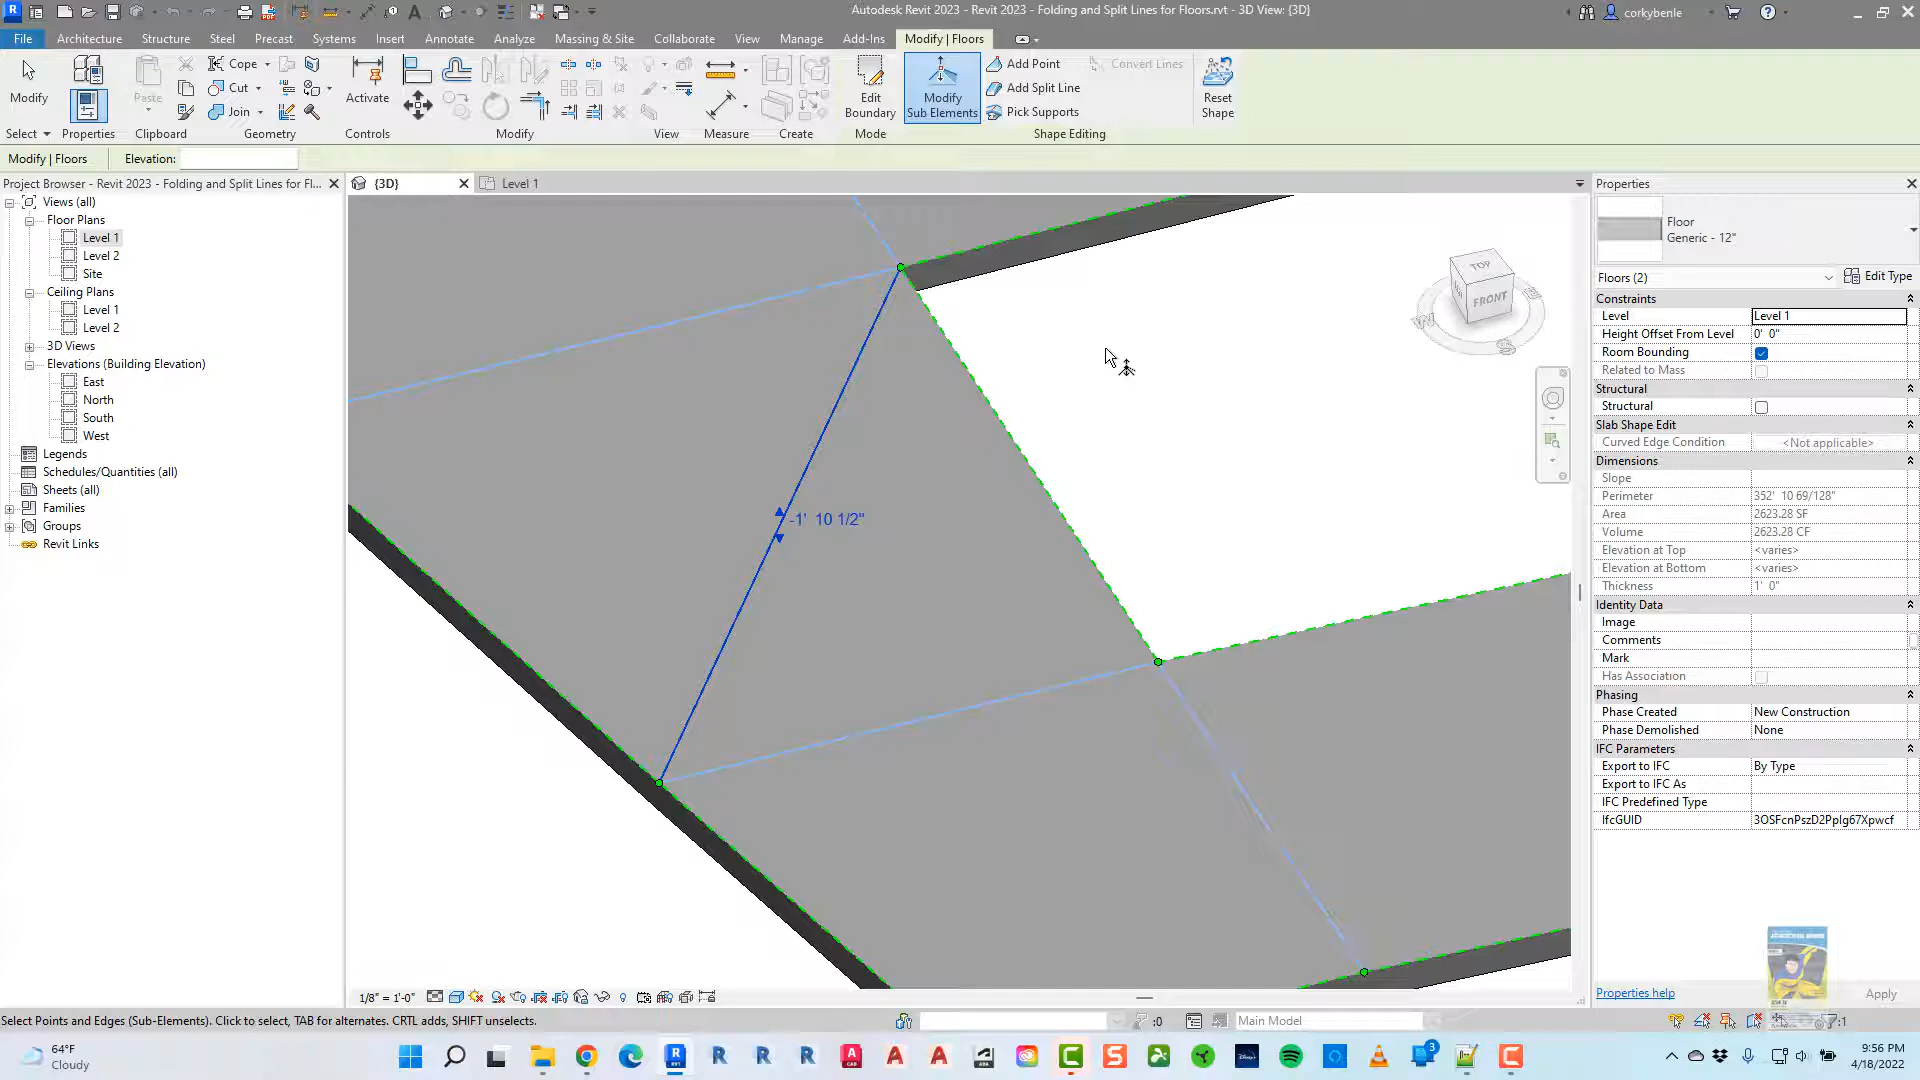 Autodesk Revit 2023 - Revit 2023 - Folding and Split Lines for Floors.rvt - 3D View: {3D}
corkybenle
File Architecture Structure Steel Precast Systems Insert Annotate Analyze Massing & Site Collaborate View Manage Add-Ins Modify | Floors
Modify
Select
Properties
Paste
Clipboard
Cope
Cut
Join
Geometry
Activate
Controls
Modify
View
Measure
Create
Edit
Boundary
Mode
Modify
Sub Elements
Add Point
Add Split Line
Pick Supports
Convert Lines
Shape Editing
Reset
Shape
Modify | Floors
Elevation:
Project Browser - Revit 2023 - Folding and Split Lines for Fl...
{3D}
Level 1
Views (all)
Floor Plans
Level 1
Level 2
Site
Ceiling Plans
Level 1
Level 2
3D Views
Elevations (Building Elevation)
East
North
South
West
Legends
Schedules/Quantities (all)
Sheets (all)
Families
Groups
Revit Links
-1' 10 1/2"
TOP
FRONT
W
S
Properties
Floor
Generic - 12"
Floors (2)
Edit Type
Constraints
Level Level 1
Height Offset From Level 0' 0"
Room Bounding
Related to Mass
Structural
Structural
Slab Shape Edit
Curved Edge Condition <Not applicable>
Dimensions
Slope
Perimeter 352' 10 69/128"
Area 2623.28 SF
Volume 2623.28 CF
Elevation at Top <varies>
Elevation at Bottom <varies>
Thickness 1' 0"
Identity Data
Image
Comments
Mark
Has Association
Phasing
Phase Created New Construction
Phase Demolished None
IFC Parameters
Export to IFC By Type
Export to IFC As
IFC Predefined Type
IfcGUID 3OSFcnPszD2Pplg67Xpwcf
Properties help
Apply
1/8" = 1'-0"
Select Points and Edges (Sub-Elements). Click to select, TAB for alternates. CRTL adds, SHIFT unselects.
:0
Main Model
:1
64°F
Cloudy
3
9:56 PM
4/18/2022